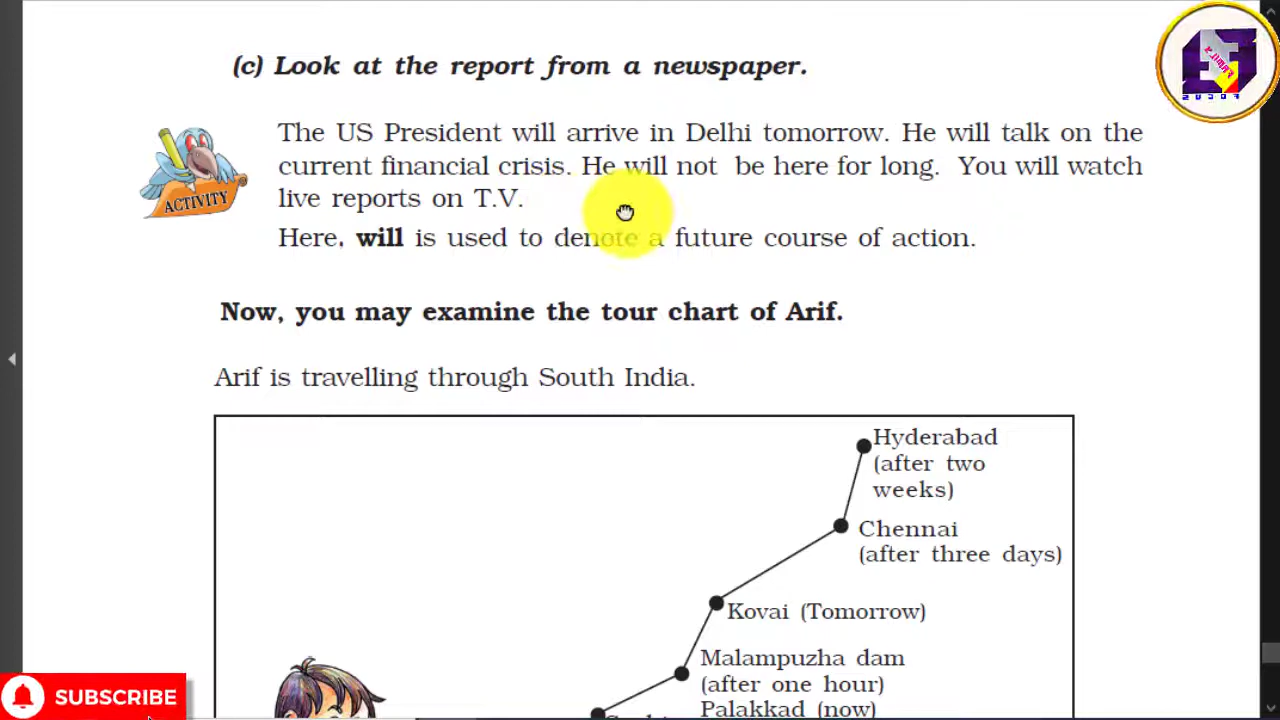 (c) Look at the report from a newspaper.
The US President will arrive in Delhi tomorrow. He will talk on the
current financial crisis. He will not be here for long. You will watch
live reports on T.V.
ACTIVITY
Here, will is used to denote a future course of action.
Now, you may examine the tour chart of Arif.
Arif is travelling through South India.
Hyderabad
(after two
weeks)
Chennai
(after three days)
Kovai (Tomorrow)
Malampuzha dam
(after one hour)
Palakkad (now)
SUBSCRIBE